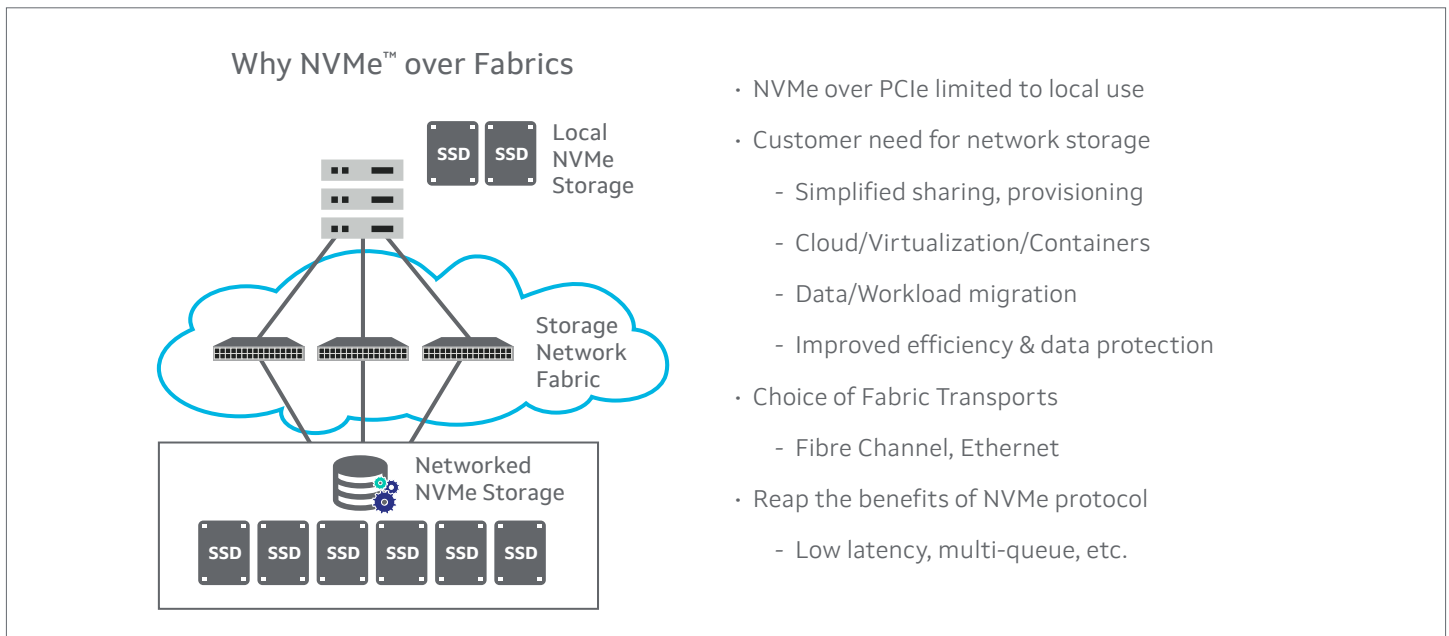 Why NVMe™ over Fabrics
SSD
SSD
Local
NVMe
Storage
Storage
Network
Fabric
Networked
NVMe Storage
SSD
SSD
SSD
SSD
SSD
SSD
· NVMe over PCIe limited to local use
· Customer need for network storage
- Simplified sharing, provisioning
- Cloud/Virtualization/Containers
- Data/Workload migration
- Improved efficiency & data protection
· Choice of Fabric Transports
- Fibre Channel, Ethernet
· Reap the benefits of NVMe protocol
- Low latency, multi-queue, etc.